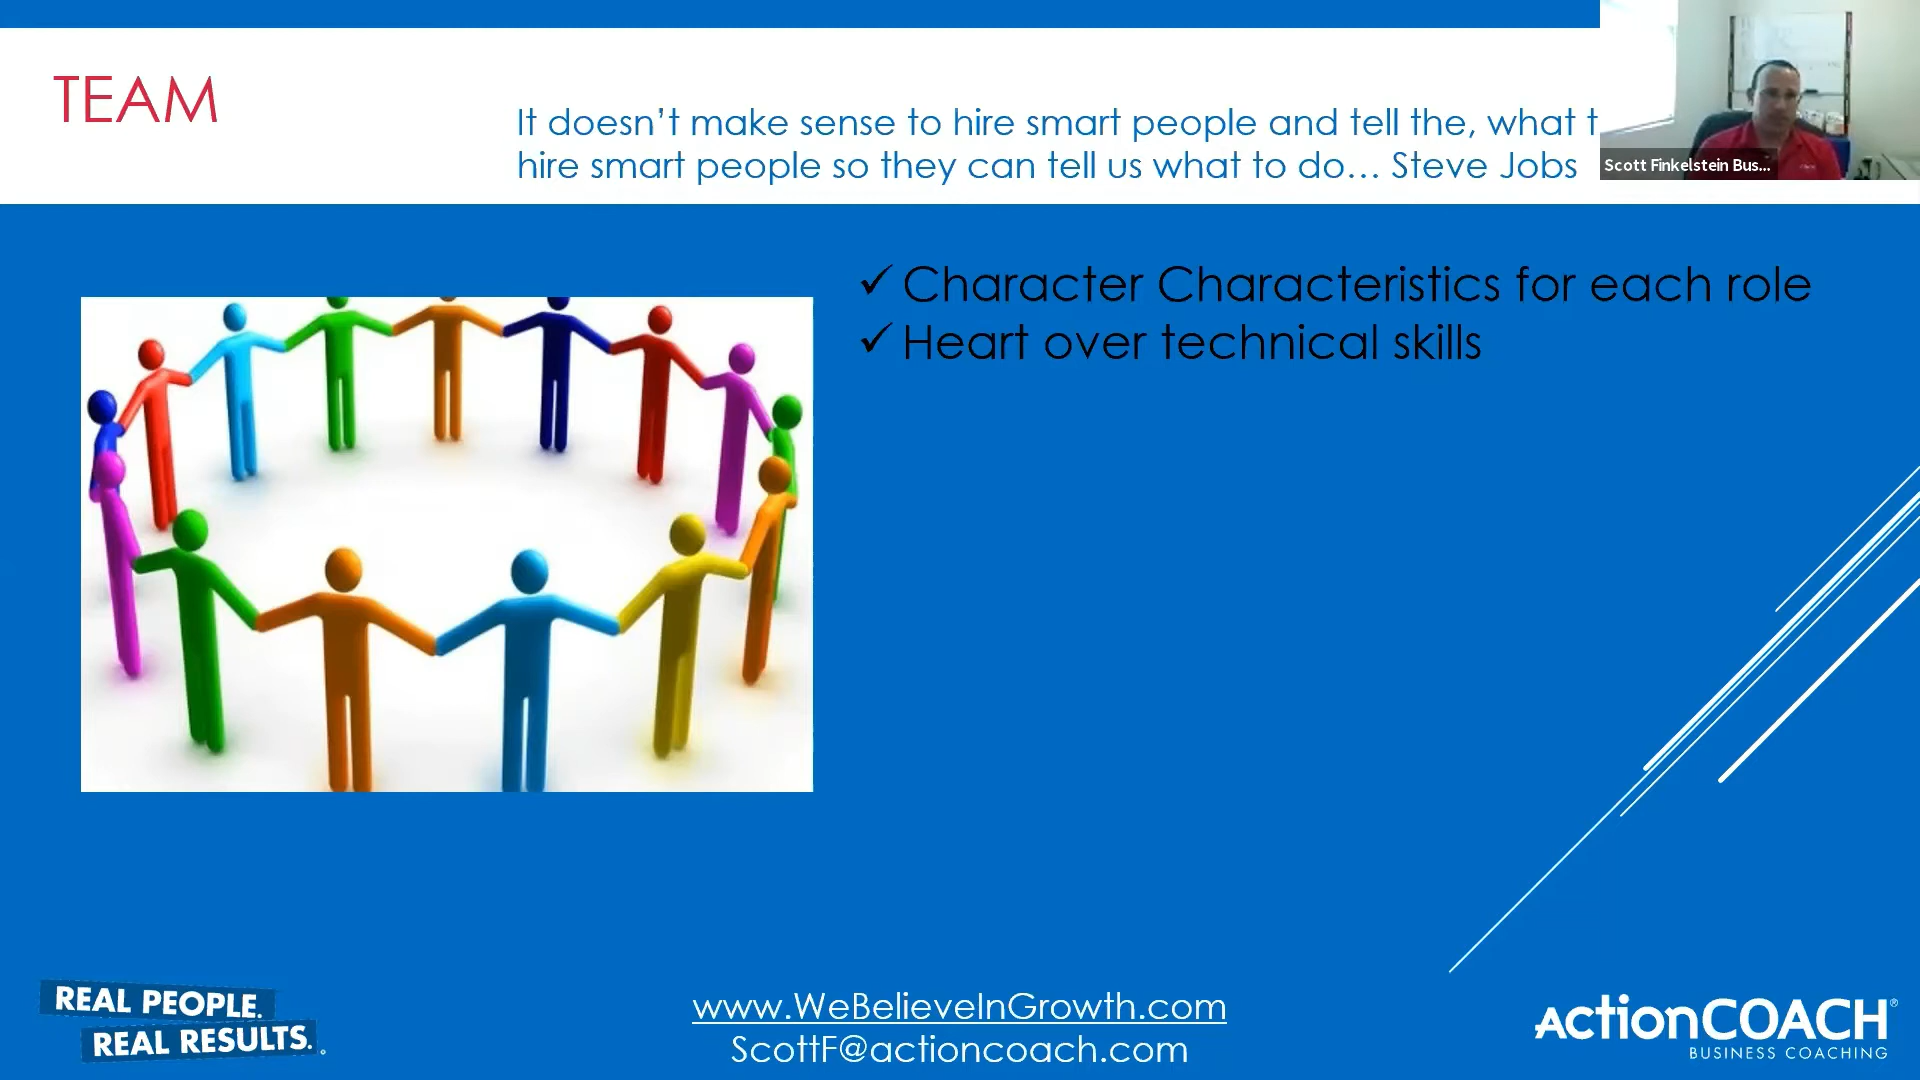 TEAM
It doesn't make sense to hire smart people and tell the, what t
hire smart people so they can tell us what to do… Steve Jobs
Scott Finkelstein Bus...
✓ Character Characteristics for each role
✓ Heart over technical skills
REAL PEOPLE.
REAL RESULTS.
www.WeBelieveInGrowth.com
ScottF@actioncoach.com
ActionCOACH®
BUSINESS COACHING